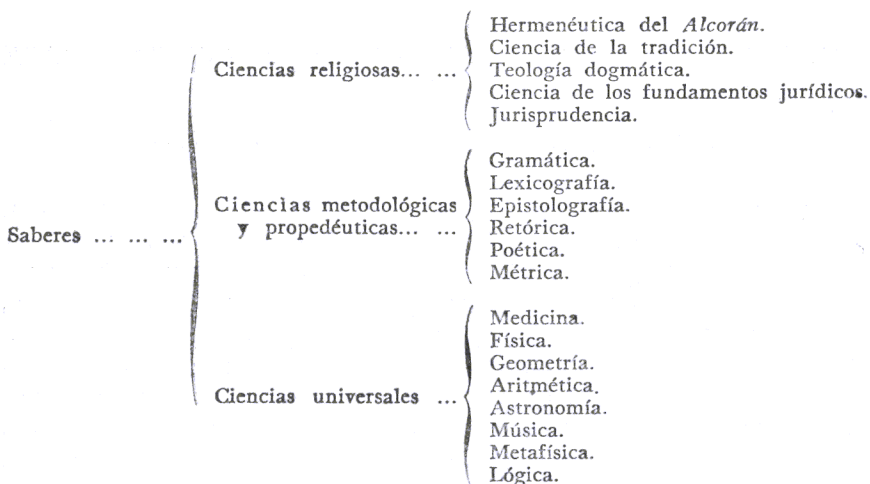 Saberes ... ... ...
Ciencias religiosas... ...
Hermenéutica del Alcorán.
Ciencia de la tradición.
Teología dogmática.
Ciencia de los fundamentos jurídicos.
Jurisprudencia.
Ciencias metodológicas
y propedéuticas... ...
Gramática.
Lexicografía.
Epistolografía.
Retórica.
Poética.
Métrica.
Ciencias universales ...
Medicina.
Física.
Geometría.
Aritmética.
Astronomía.
Música.
Metafísica.
Lógica.